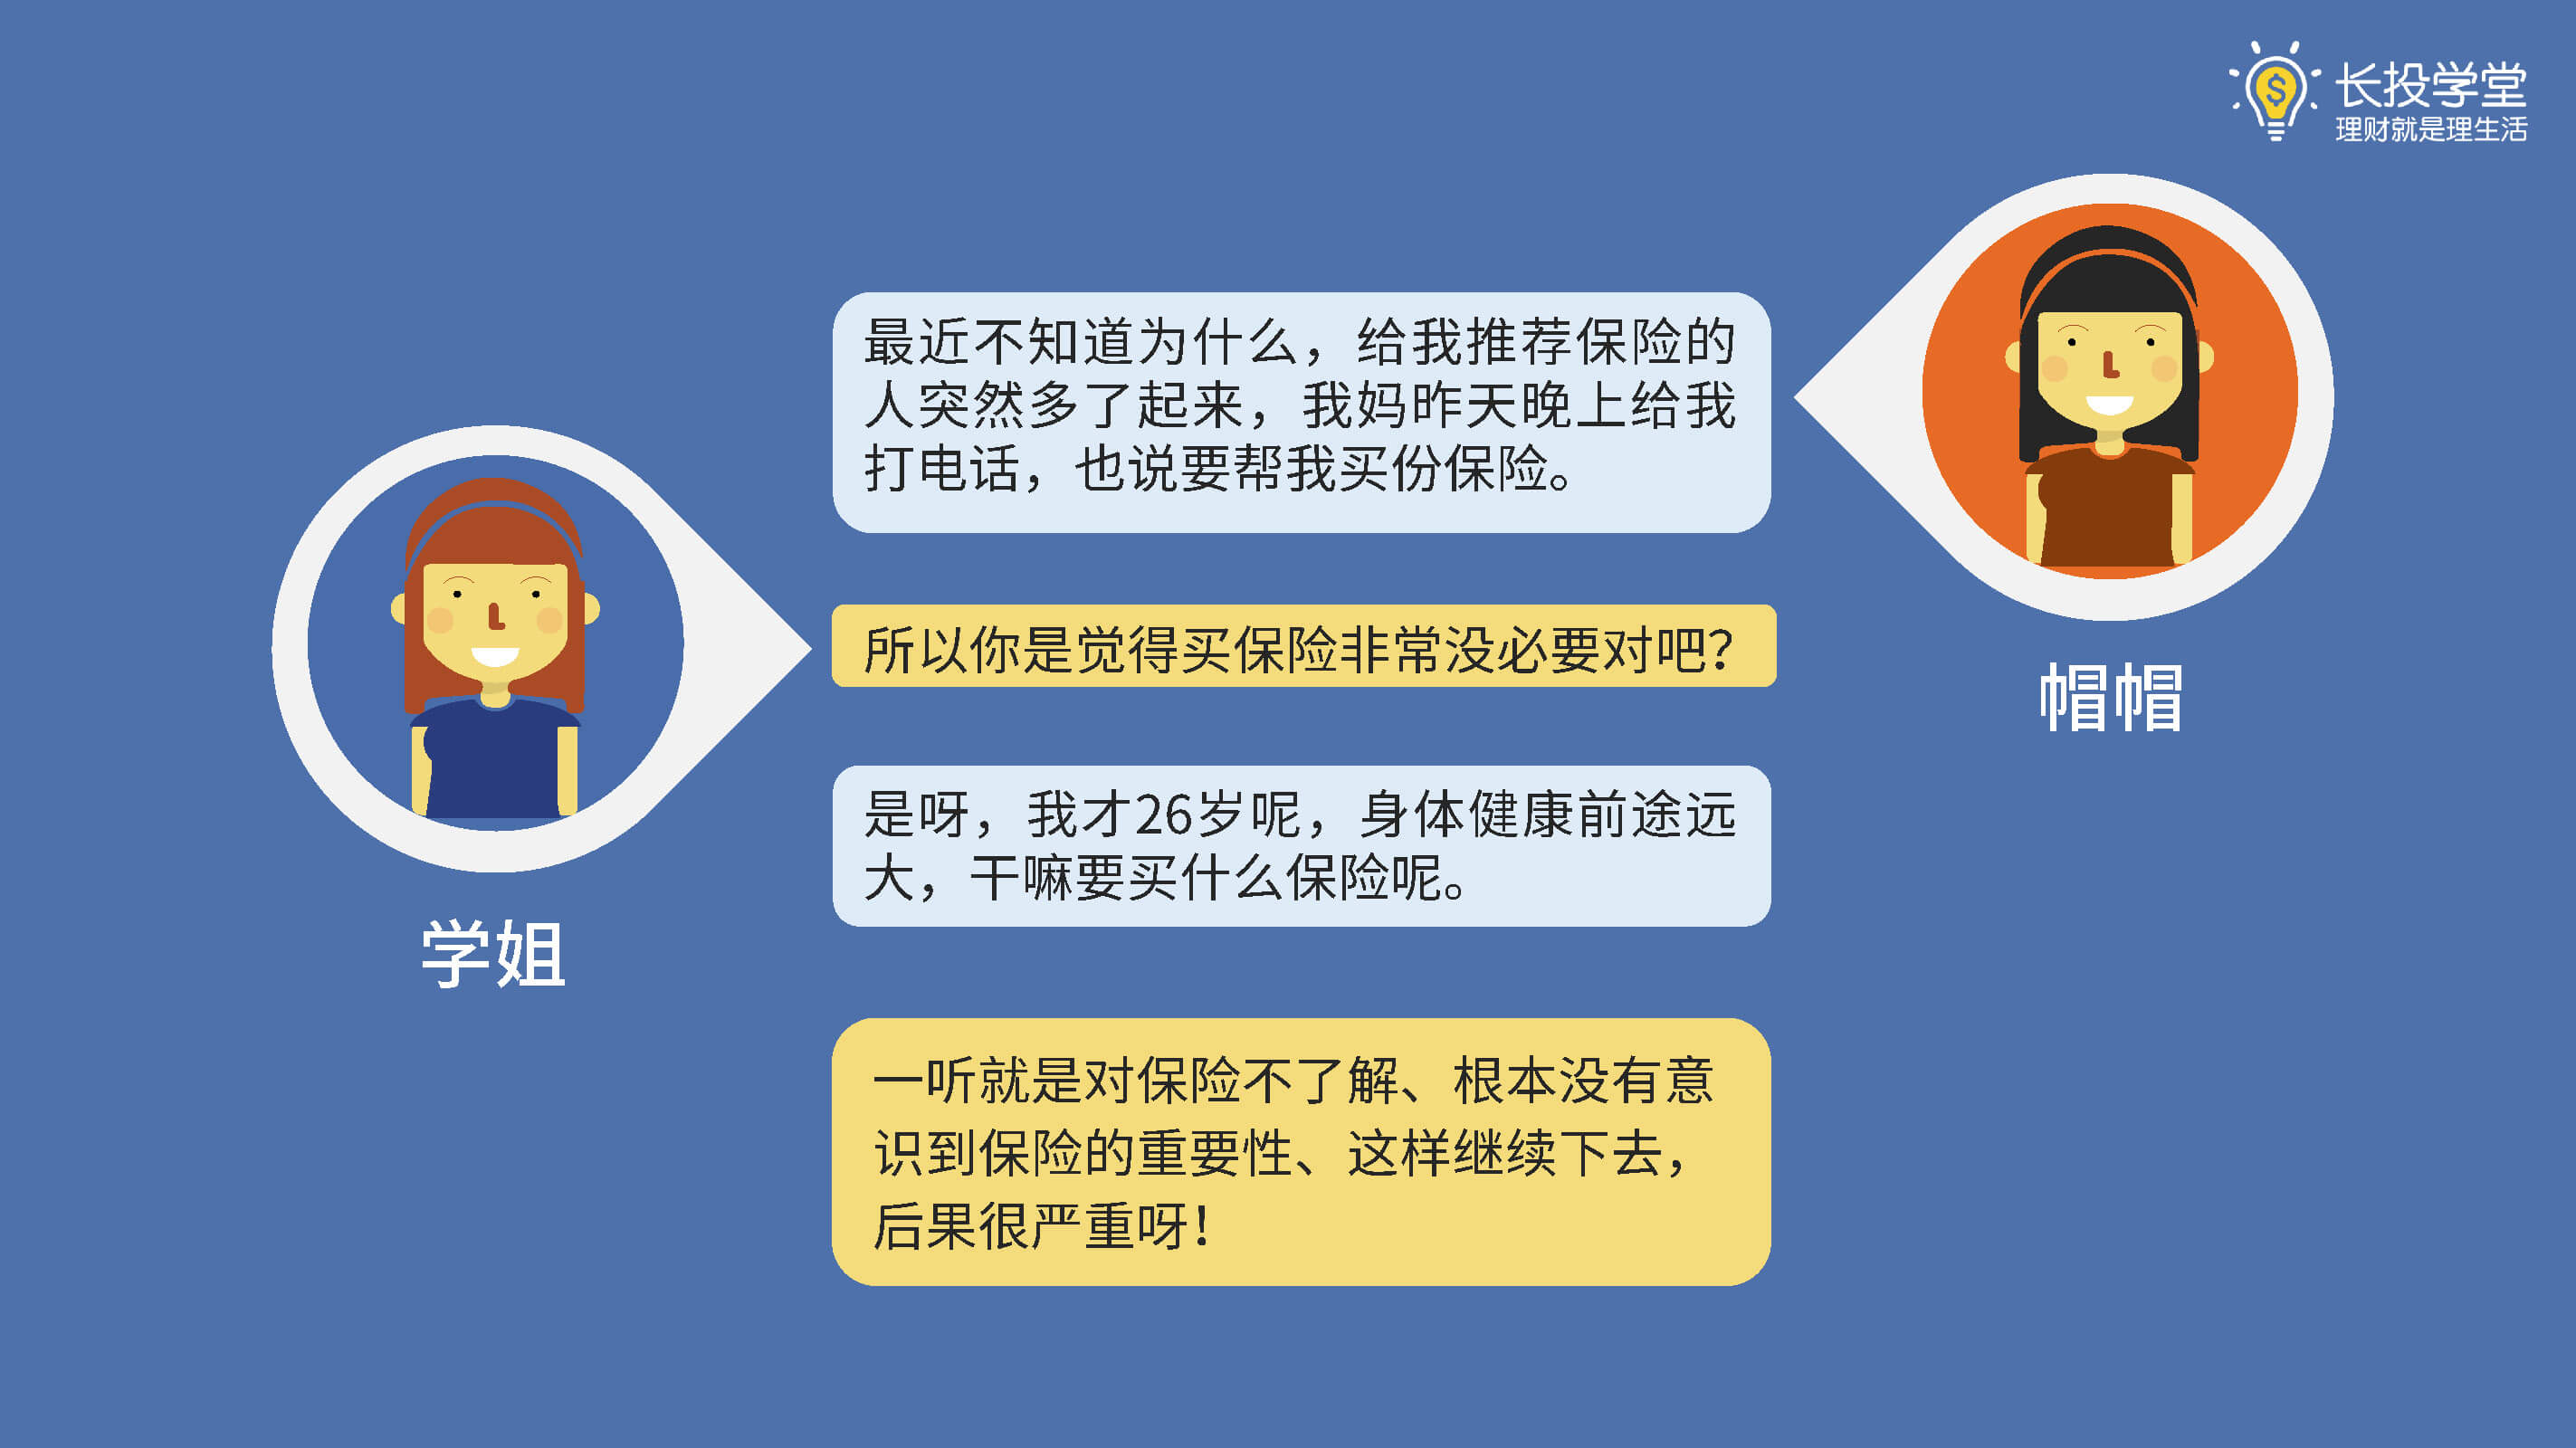 长投学堂
理财就是理生活
最近不知道为什么，给我推荐保险的
人突然多了起来，我妈昨天晚上给我
打电话，也说要帮我买份保险。
所以你是觉得买保险非常没必要对吧？
帽帽
是呀，我才26岁呢，身体健康前途远
大，干嘛要买什么保险呢。
学姐
一听就是对保险不了解、根本没有意
识到保险的重要性、这样继续下去，
后果很严重呀！